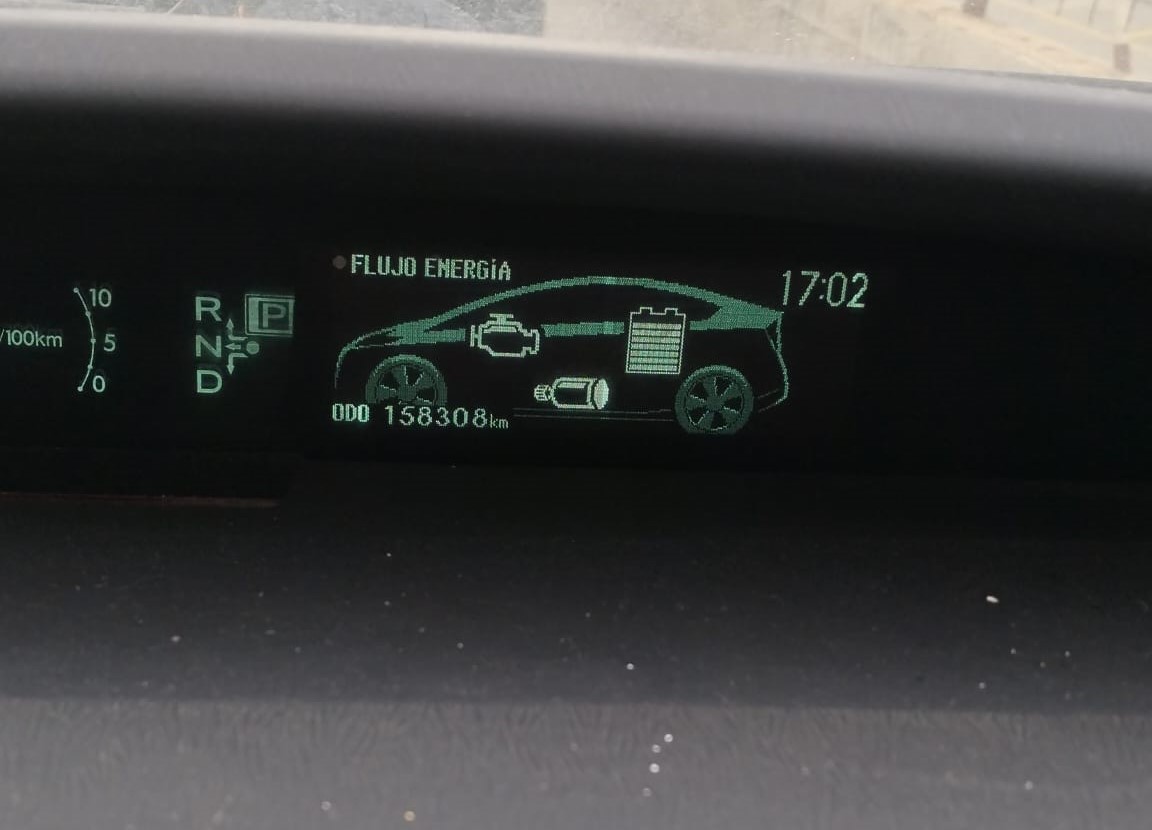 FLUJO ENERGÍA
17:02
10
5
0
/100km
R
P
N
D
ODO 158308km